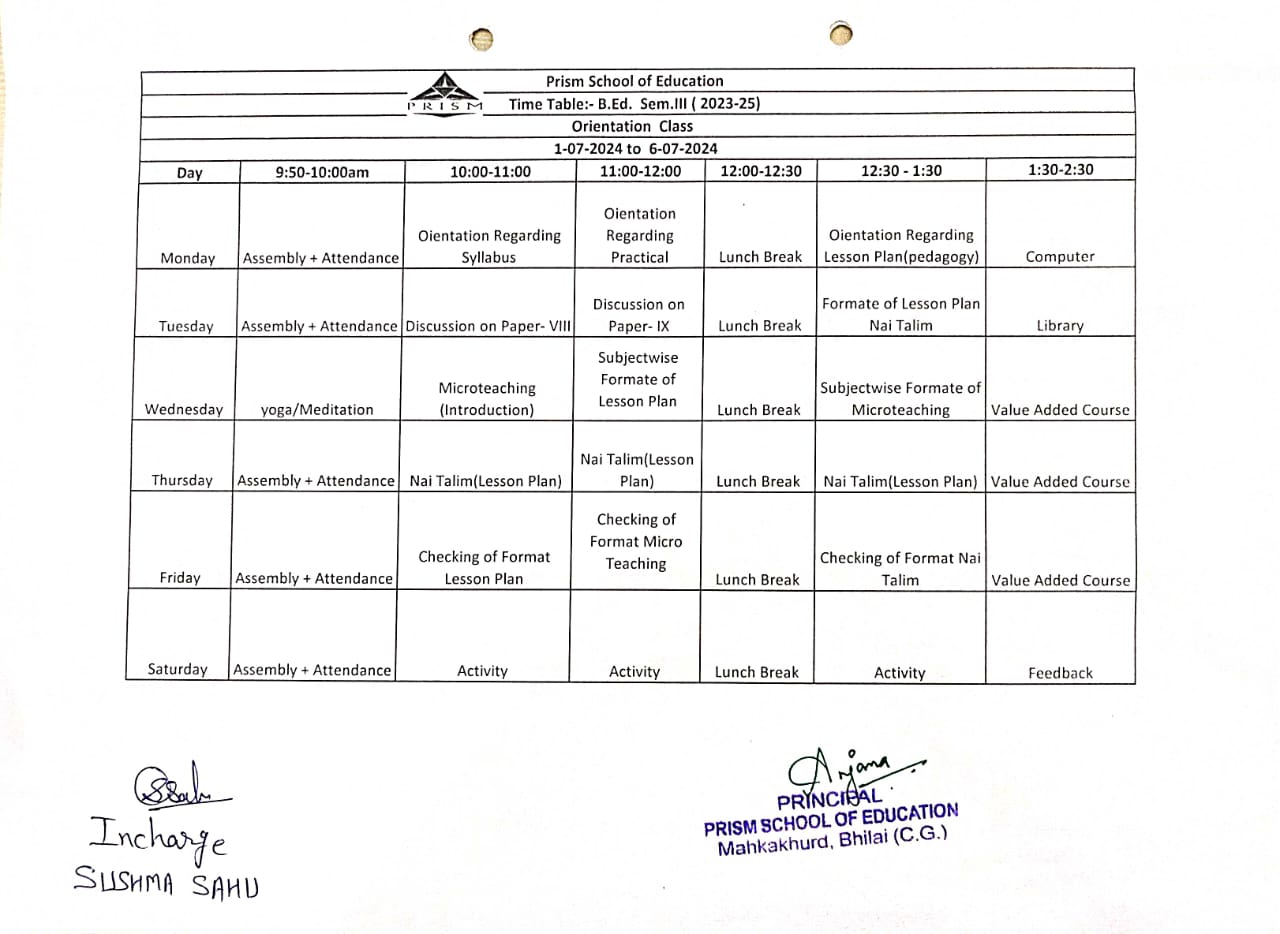 Prism School of Education
PRISM
Time Table:- B.Ed. Sem.III ( 2023-25)
Orientation Class
1-07-2024 to 6-07-2024
Day 9:50-10:00am 10:00-11:00 11:00-12:00 12:00-12:30 12:30 - 1:30 1:30-2:30
Monday Assembly + Attendance Oientation Regarding Syllabus Oientation Regarding Practical Lunch Break Oientation Regarding Lesson Plan(pedagogy) Computer
Tuesday Assembly + Attendance Discussion on Paper- VIII Discussion on Paper- IX Lunch Break Formate of Lesson Plan Nai Talim Library
Wednesday yoga/Meditation Microteaching (Introduction) Subjectwise Formate of Lesson Plan Lunch Break Subjectwise Formate of Microteaching Value Added Course
Thursday Assembly + Attendance Nai Talim(Lesson Plan) Nai Talim(Lesson Plan) Lunch Break Nai Talim(Lesson Plan) Value Added Course
Friday Assembly + Attendance Checking of Format Lesson Plan Checking of Format Micro Teaching Lunch Break Checking of Format Nai Talim Value Added Course
Saturday Assembly + Attendance Activity Activity Lunch Break Activity Feedback
Incharge
SUSHMA SAHU
PRINCIPAL
PRISM SCHOOL OF EDUCATION
Mahkakhurd, Bhilai (C.G.)